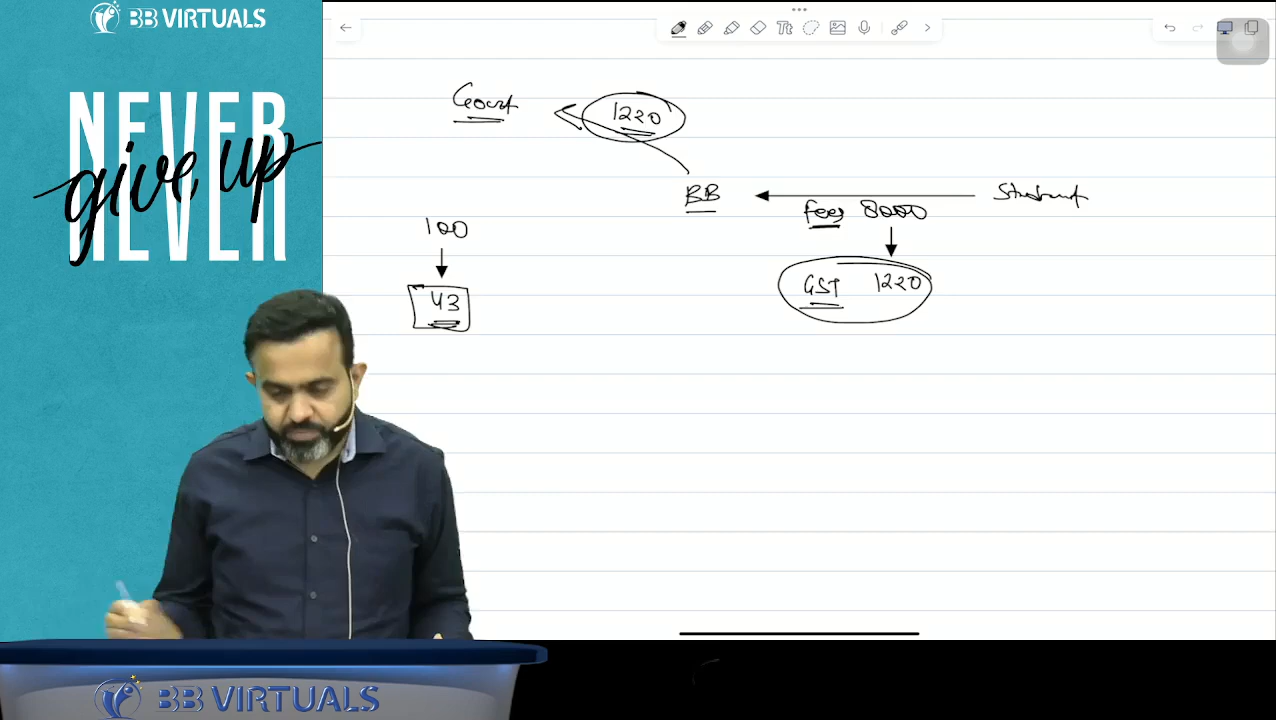 BB VIRTUALS
NEVER
give up
NEVER
Govt
1220
BB
Student
Fees 8000
100
GST 1220
43
BB VIRTUALS